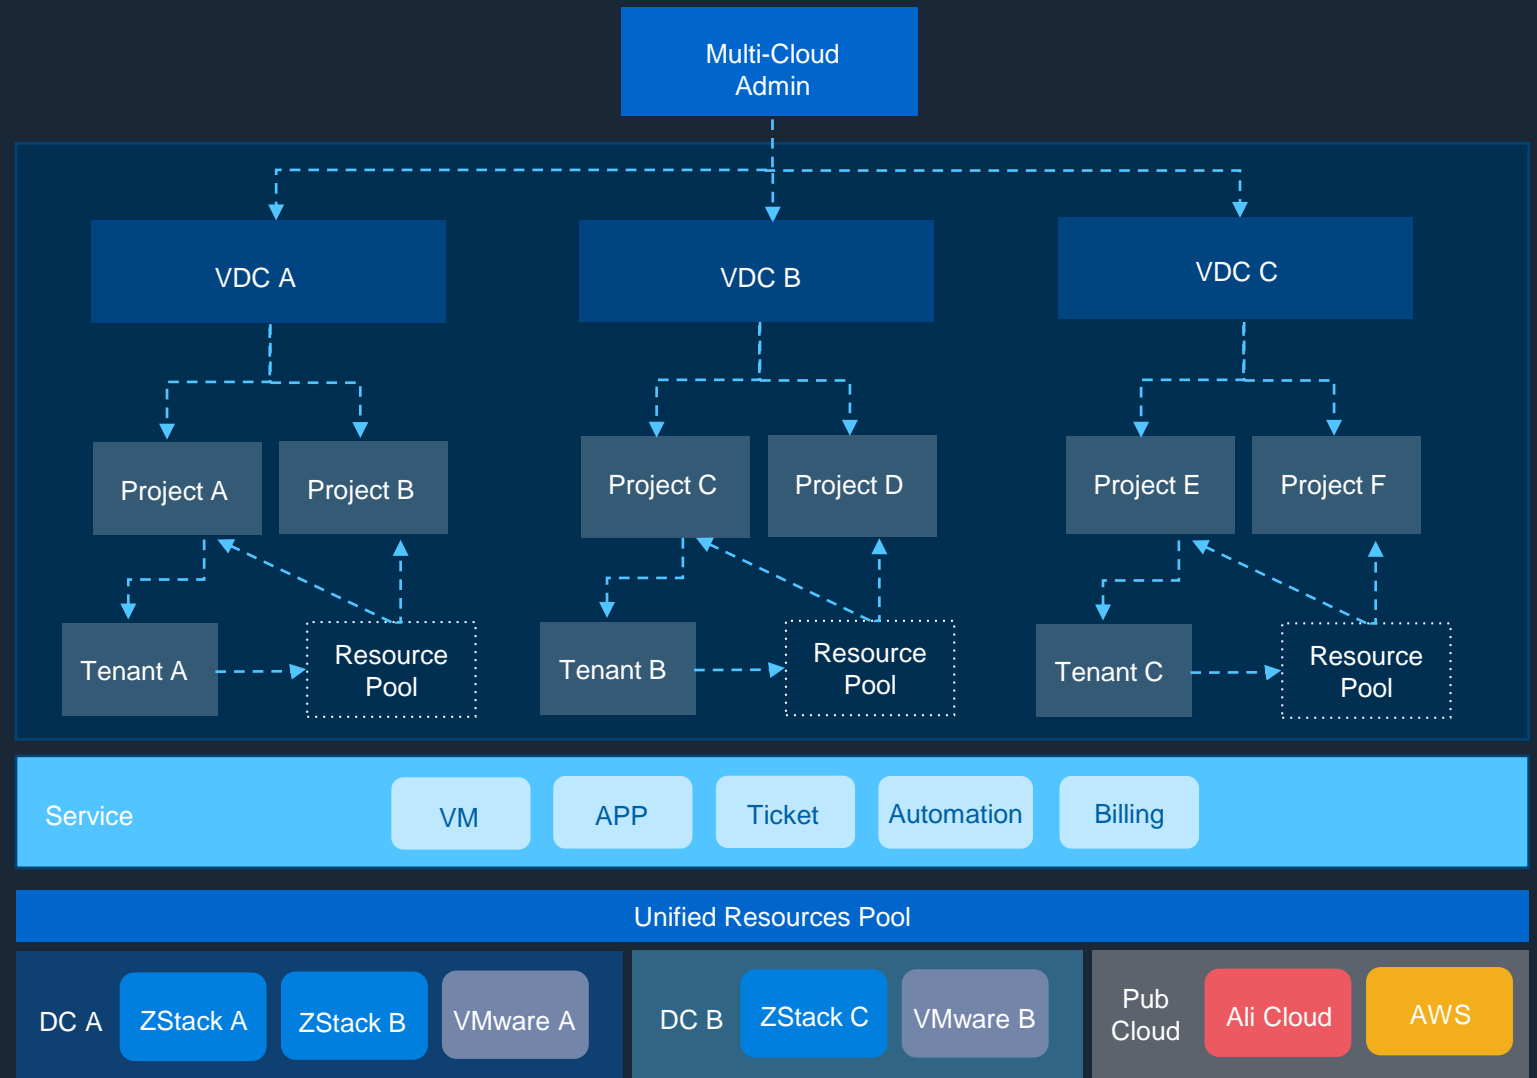 Multi-Cloud
Admin
VDC A
VDC B
VDC C
Project A
Project B
Project C
Project D
Project E
Project F
Tenant A
Resource
Pool
Tenant B
Resource
Pool
Tenant C
Resource
Pool
Service
VM
APP
Ticket
Automation
Billing
Unified Resources Pool
DC A
ZStack A
ZStack B
VMware A
DC B
ZStack C
VMware B
Pub
Cloud
Ali Cloud
AWS